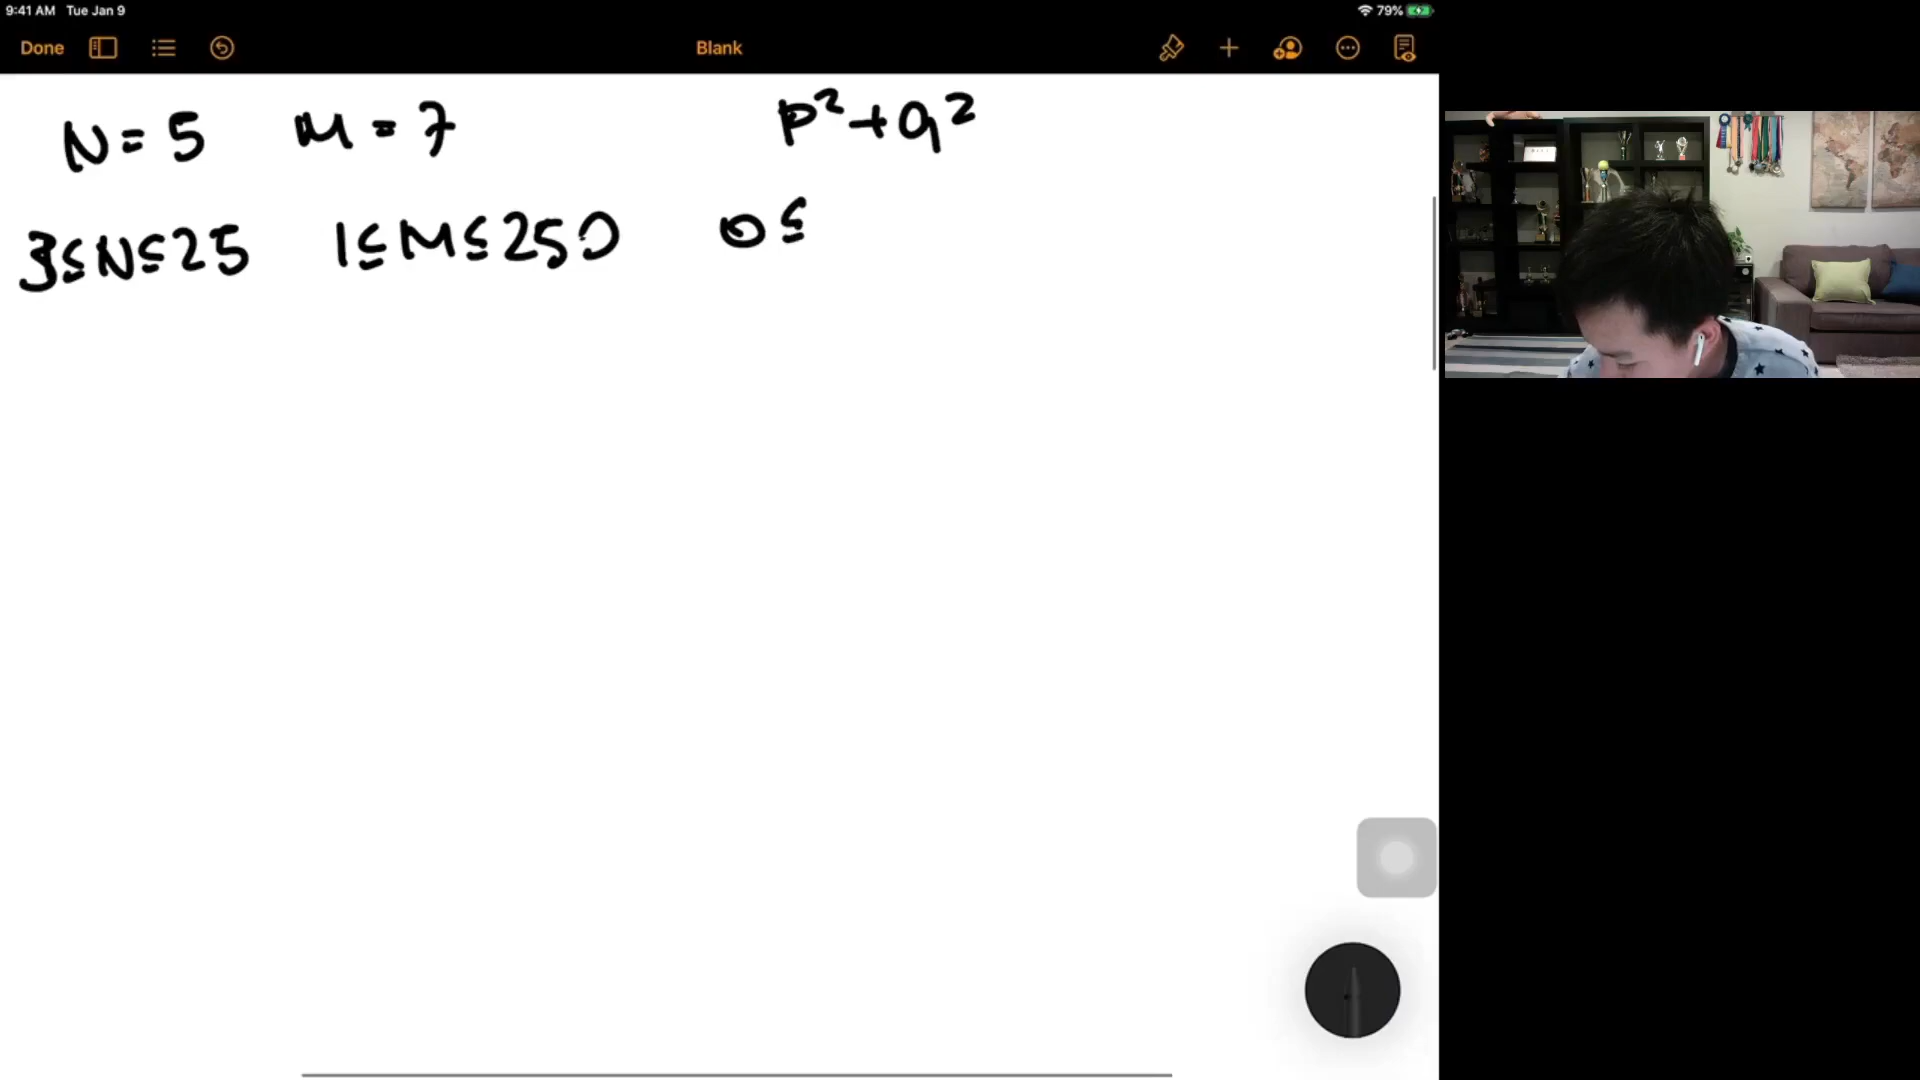 9:41 AM Tue Jan 9
79%
Done
Blank
N = 5 M = 7 p²+q²
3≤N≤25 1≤M≤250 0≤